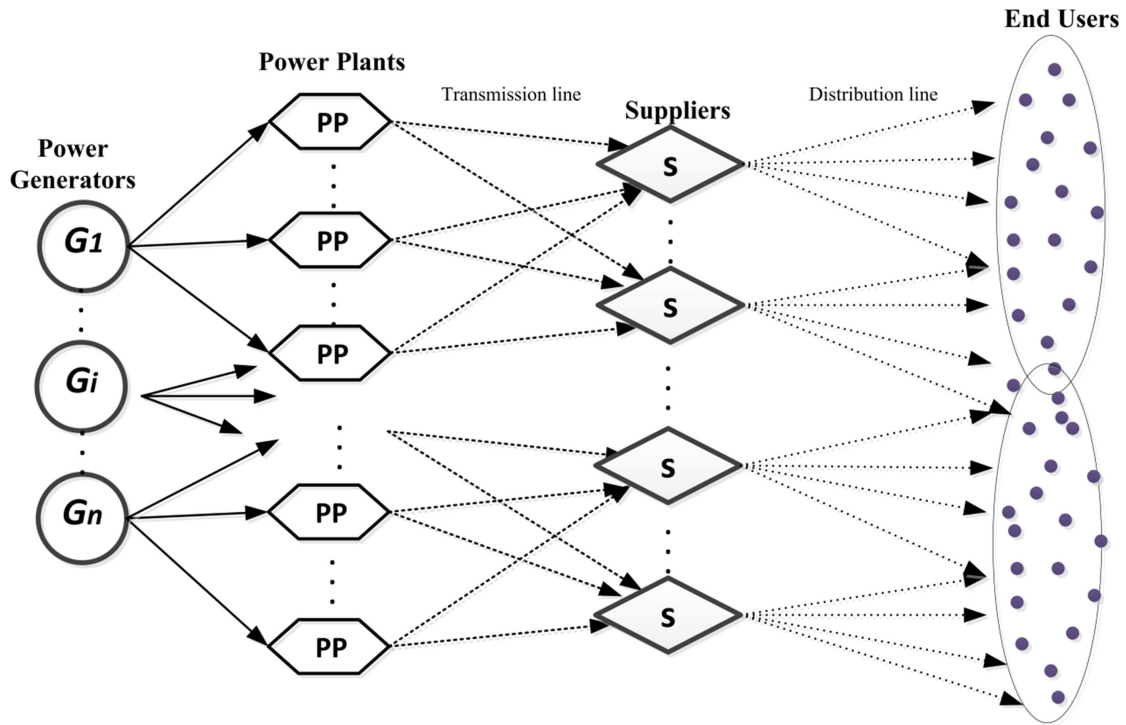 End Users
Power Plants
Transmission line
Distribution line
Suppliers
Power
Generators
PP
S
G1
PP
S
PP
Gi
S
PP
Gn
S
PP